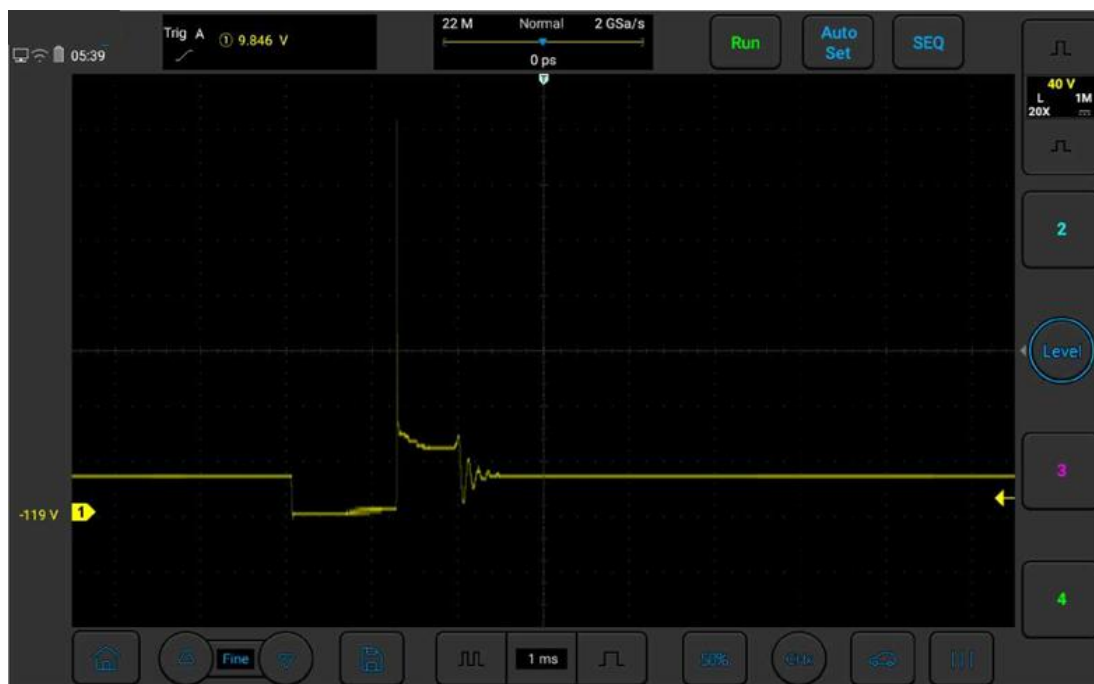 05:39
Trig A
① 9.846 V
22 M Normal 2 GSa/s
T
0 ps
Run
Auto
Set
SEQ
40 V
L 1M
20X
2
Level
3
4
-119 V
1
Fine
1 ms
50%